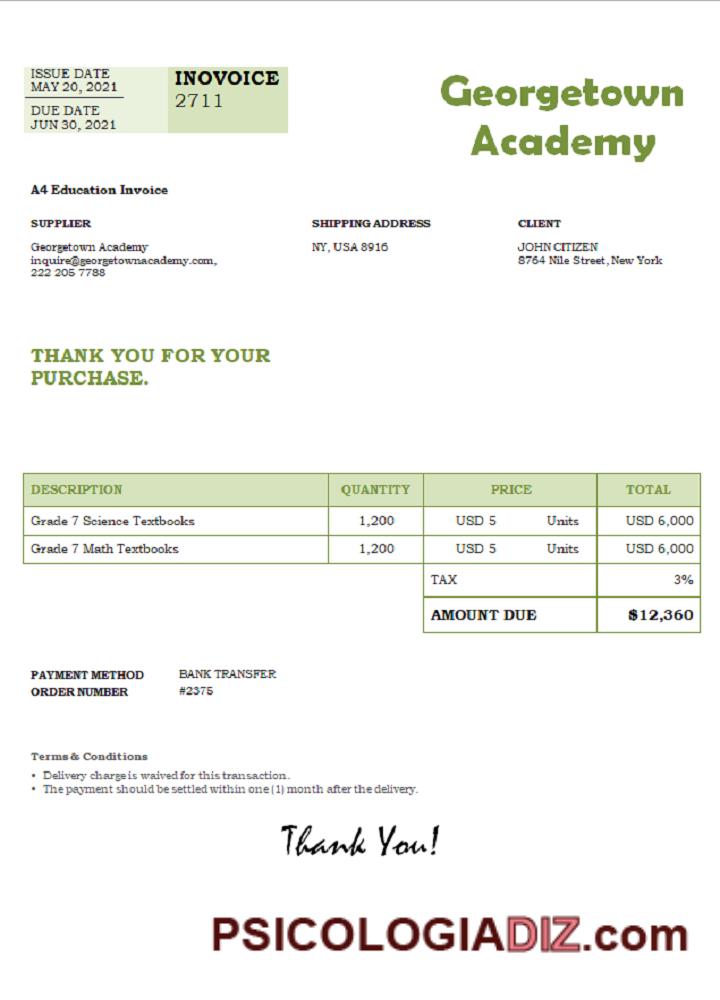 ISSUE DATE
MAY 20, 2021
DUE DATE
JUN 30, 2021
INOVOICE
2711
Georgetown
Academy
A4 Education Invoice
SUPPLIER
Georgetown Academy
inquire@georgetownacademy.com,
222 205 7788
SHIPPING ADDRESS
NY, USA 8916
CLIENT
JOHN CITIZEN
8764 Nile Street, New York
THANK YOU FOR YOUR
PURCHASE.
DESCRIPTION QUANTITY PRICE TOTAL
Grade 7 Science Textbooks 1,200 USD 5 Units USD 6,000
Grade 7 Math Textbooks 1,200 USD 5 Units USD 6,000
TAX 3%
AMOUNT DUE $12,360
PAYMENT METHOD BANK TRANSFER
ORDER NUMBER #2375
Terms & Conditions
• Delivery charge is waived for this transaction.
• The payment should be settled within one (1) month after the delivery.
Thank You!
PSICOLOGIADIZ.com